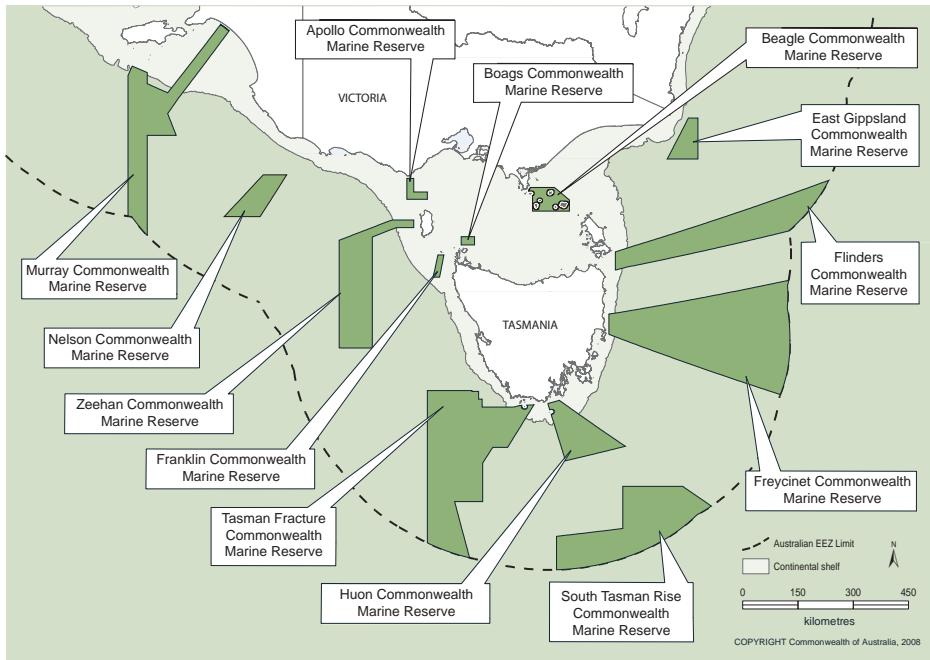 Apollo Commonwealth
Marine Reserve
Beagle Commonwealth
Marine Reserve
Boags Commonwealth
Marine Reserve
VICTORIA
East Gippsland
Commonwealth
Marine Reserve
Murray Commonwealth
Marine Reserve
Flinders
Commonwealth
Marine Reserve
Nelson Commonwealth
Marine Reserve
TASMANIA
Zeehan Commonwealth
Marine Reserve
Franklin Commonwealth
Marine Reserve
Freycinet Commonwealth
Marine Reserve
Tasman Fracture
Commonwealth
Marine Reserve
Huon Commonwealth
Marine Reserve
South Tasman Rise
Commonwealth
Marine Reserve
Australian EEZ Limit
Continental shelf
N
0 150 300 450
kilometres
COPYRIGHT Commonwealth of Australia, 2008